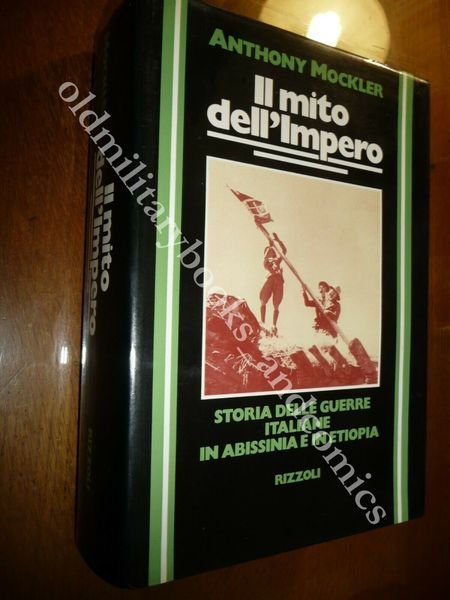 ANTHONY MOCKLER
Il mito
dell'Impero
STORIA DELLE GUERRE
ITALIANE
IN ABISSINIA E IN ETIOPIA
RIZZOLI
Il mito
dell'Impero
RIZZOLI
oldmilitarybooks_andcomics